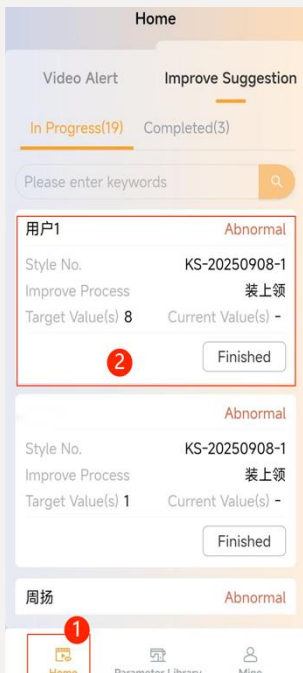 Home
Video Alert Improve Suggestion
In Progress(19) Completed(3)
Please enter keywords
用户1 Abnormal
Style No. KS-20250908-1
Improve Process 装上领
Target Value(s) 8 Current Value(s) -
2 Finished
Abnormal
Style No. KS-20250908-1
Improve Process 装上领
Target Value(s) 1 Current Value(s) -
Finished
周扬 Abnormal
1
Home Parameter Library Mine